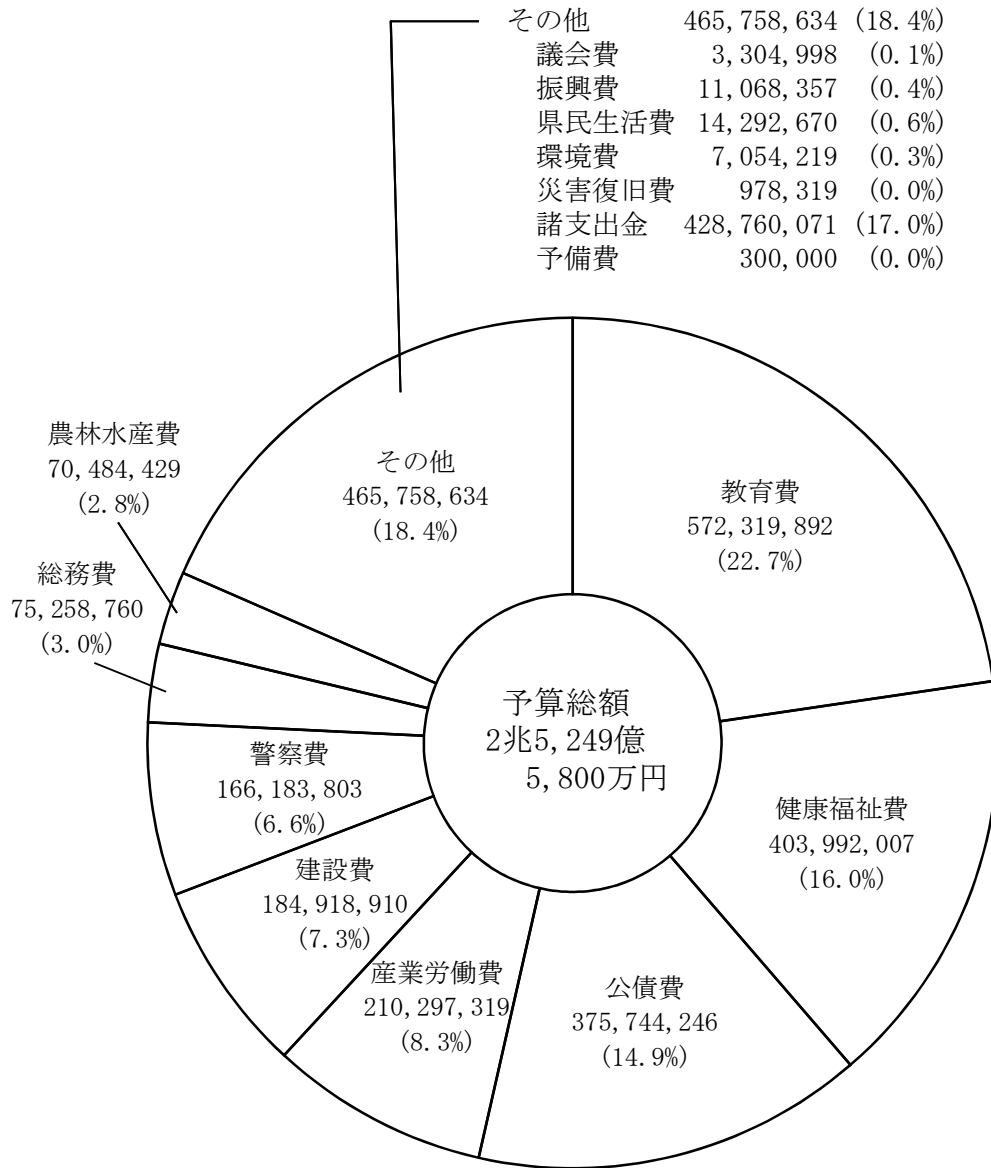 その他 465,758,634 (18.4%)
議会費 3,304,998 (0.1%)
振興費 11,068,357 (0.4%)
県民生活費 14,292,670 (0.6%)
環境費 7,054,219 (0.3%)
災害復旧費 978,319 (0.0%)
諸支出金 428,760,071 (17.0%)
予備費 300,000 (0.0%)
農林水産費
70,484,429
(2.8%)
その他
465,758,634
(18.4%)
教育費
572,319,892
(22.7%)
総務費
75,258,760
(3.0%)
予算総額
2兆5,249億
5,800万円
警察費
166,183,803
(6.6%)
健康福祉費
403,992,007
(16.0%)
建設費
184,918,910
(7.3%)
産業労働費
210,297,319
(8.3%)
公債費
375,744,246
(14.9%)